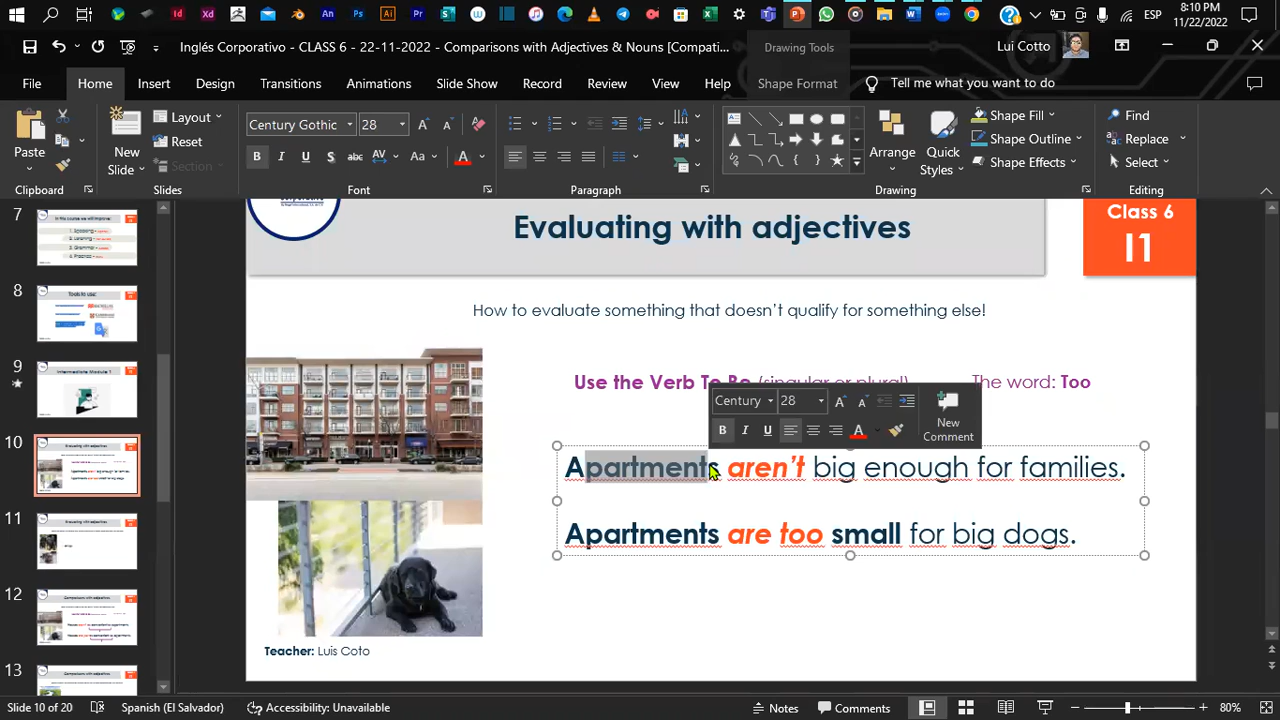 8:10 PM
ESP
11/22/2022
Inglés Corporativo - CLASS 6 - 22-11-2022 - Comparisons with Adjectives & Nouns [Compati...
Drawing Tools
Lui Cotto
File Home Insert Design Transitions Animations Slide Show Record Review View Help Shape Format Tell me what you want to do
Paste
Clipboard
New Slide
Layout
Reset
Section
Slides
Century Gothic 28
Font
Paragraph
Arrange
Quick Styles
Shape Fill
Shape Outline
Shape Effects
Drawing
Find
Replace
Select
Editing
7
8
9
10
11
12
13
Evaluating with adjectives
Class 6
I1
How to evaluate something that doesn't qualify for something else!
Use the Verb To Be (singular or plural)
The word: Too
Century 28
New Comment
Apartments aren't big enough for families.
Apartments are too small for big dogs.
Teacher: Luis Coto
Slide 10 of 20
Spanish (El Salvador)
Accessibility: Unavailable
Notes
Comments
80%